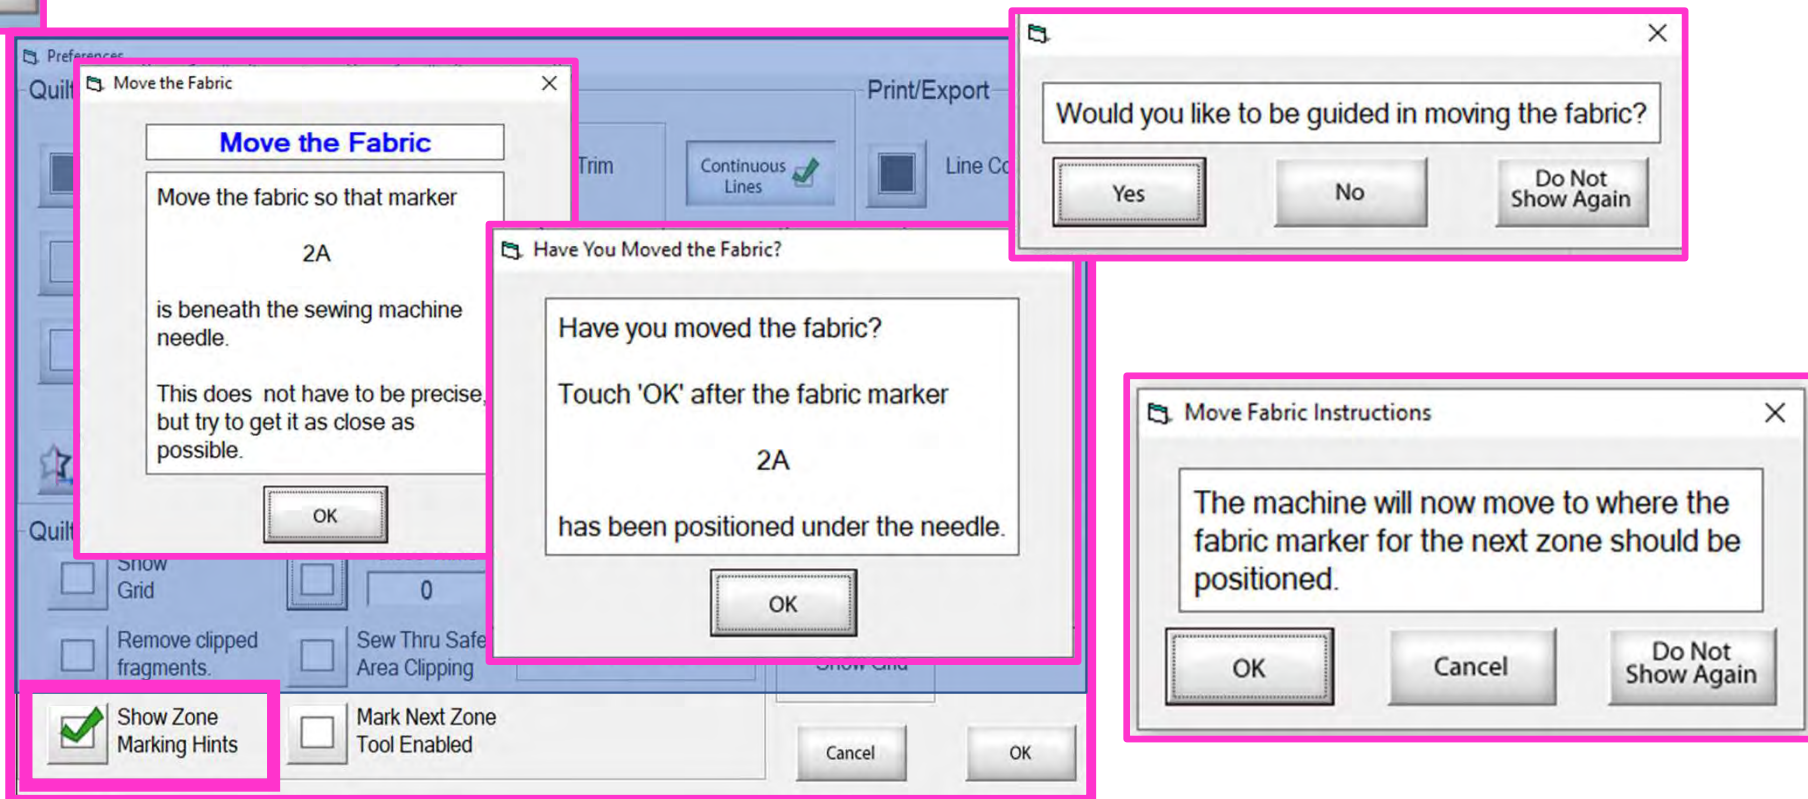 Preferences
Quilt
Print/Export
Trim
Continuous
Lines
Line Co
Move the Fabric
Move the Fabric
Move the fabric so that marker
2A
is beneath the sewing machine
needle.
This does  not have to be precise,
but try to get it as close as
possible.
OK
Have You Moved the Fabric?
Have you moved the fabric?
Touch 'OK' after the fabric marker
2A
has been positioned under the needle.
OK
Would you like to be guided in moving the fabric?
Yes
No
Do Not
Show Again
Move Fabric Instructions
The machine will now move to where the
fabric marker for the next zone should be
positioned.
OK
Cancel
Do Not
Show Again
Quilt
Show
Grid
0
Remove clipped
fragments.
Sew Thru Safe
Area Clipping
Show Grid
Show Zone
Marking Hints
Mark Next Zone
Tool Enabled
Cancel
OK